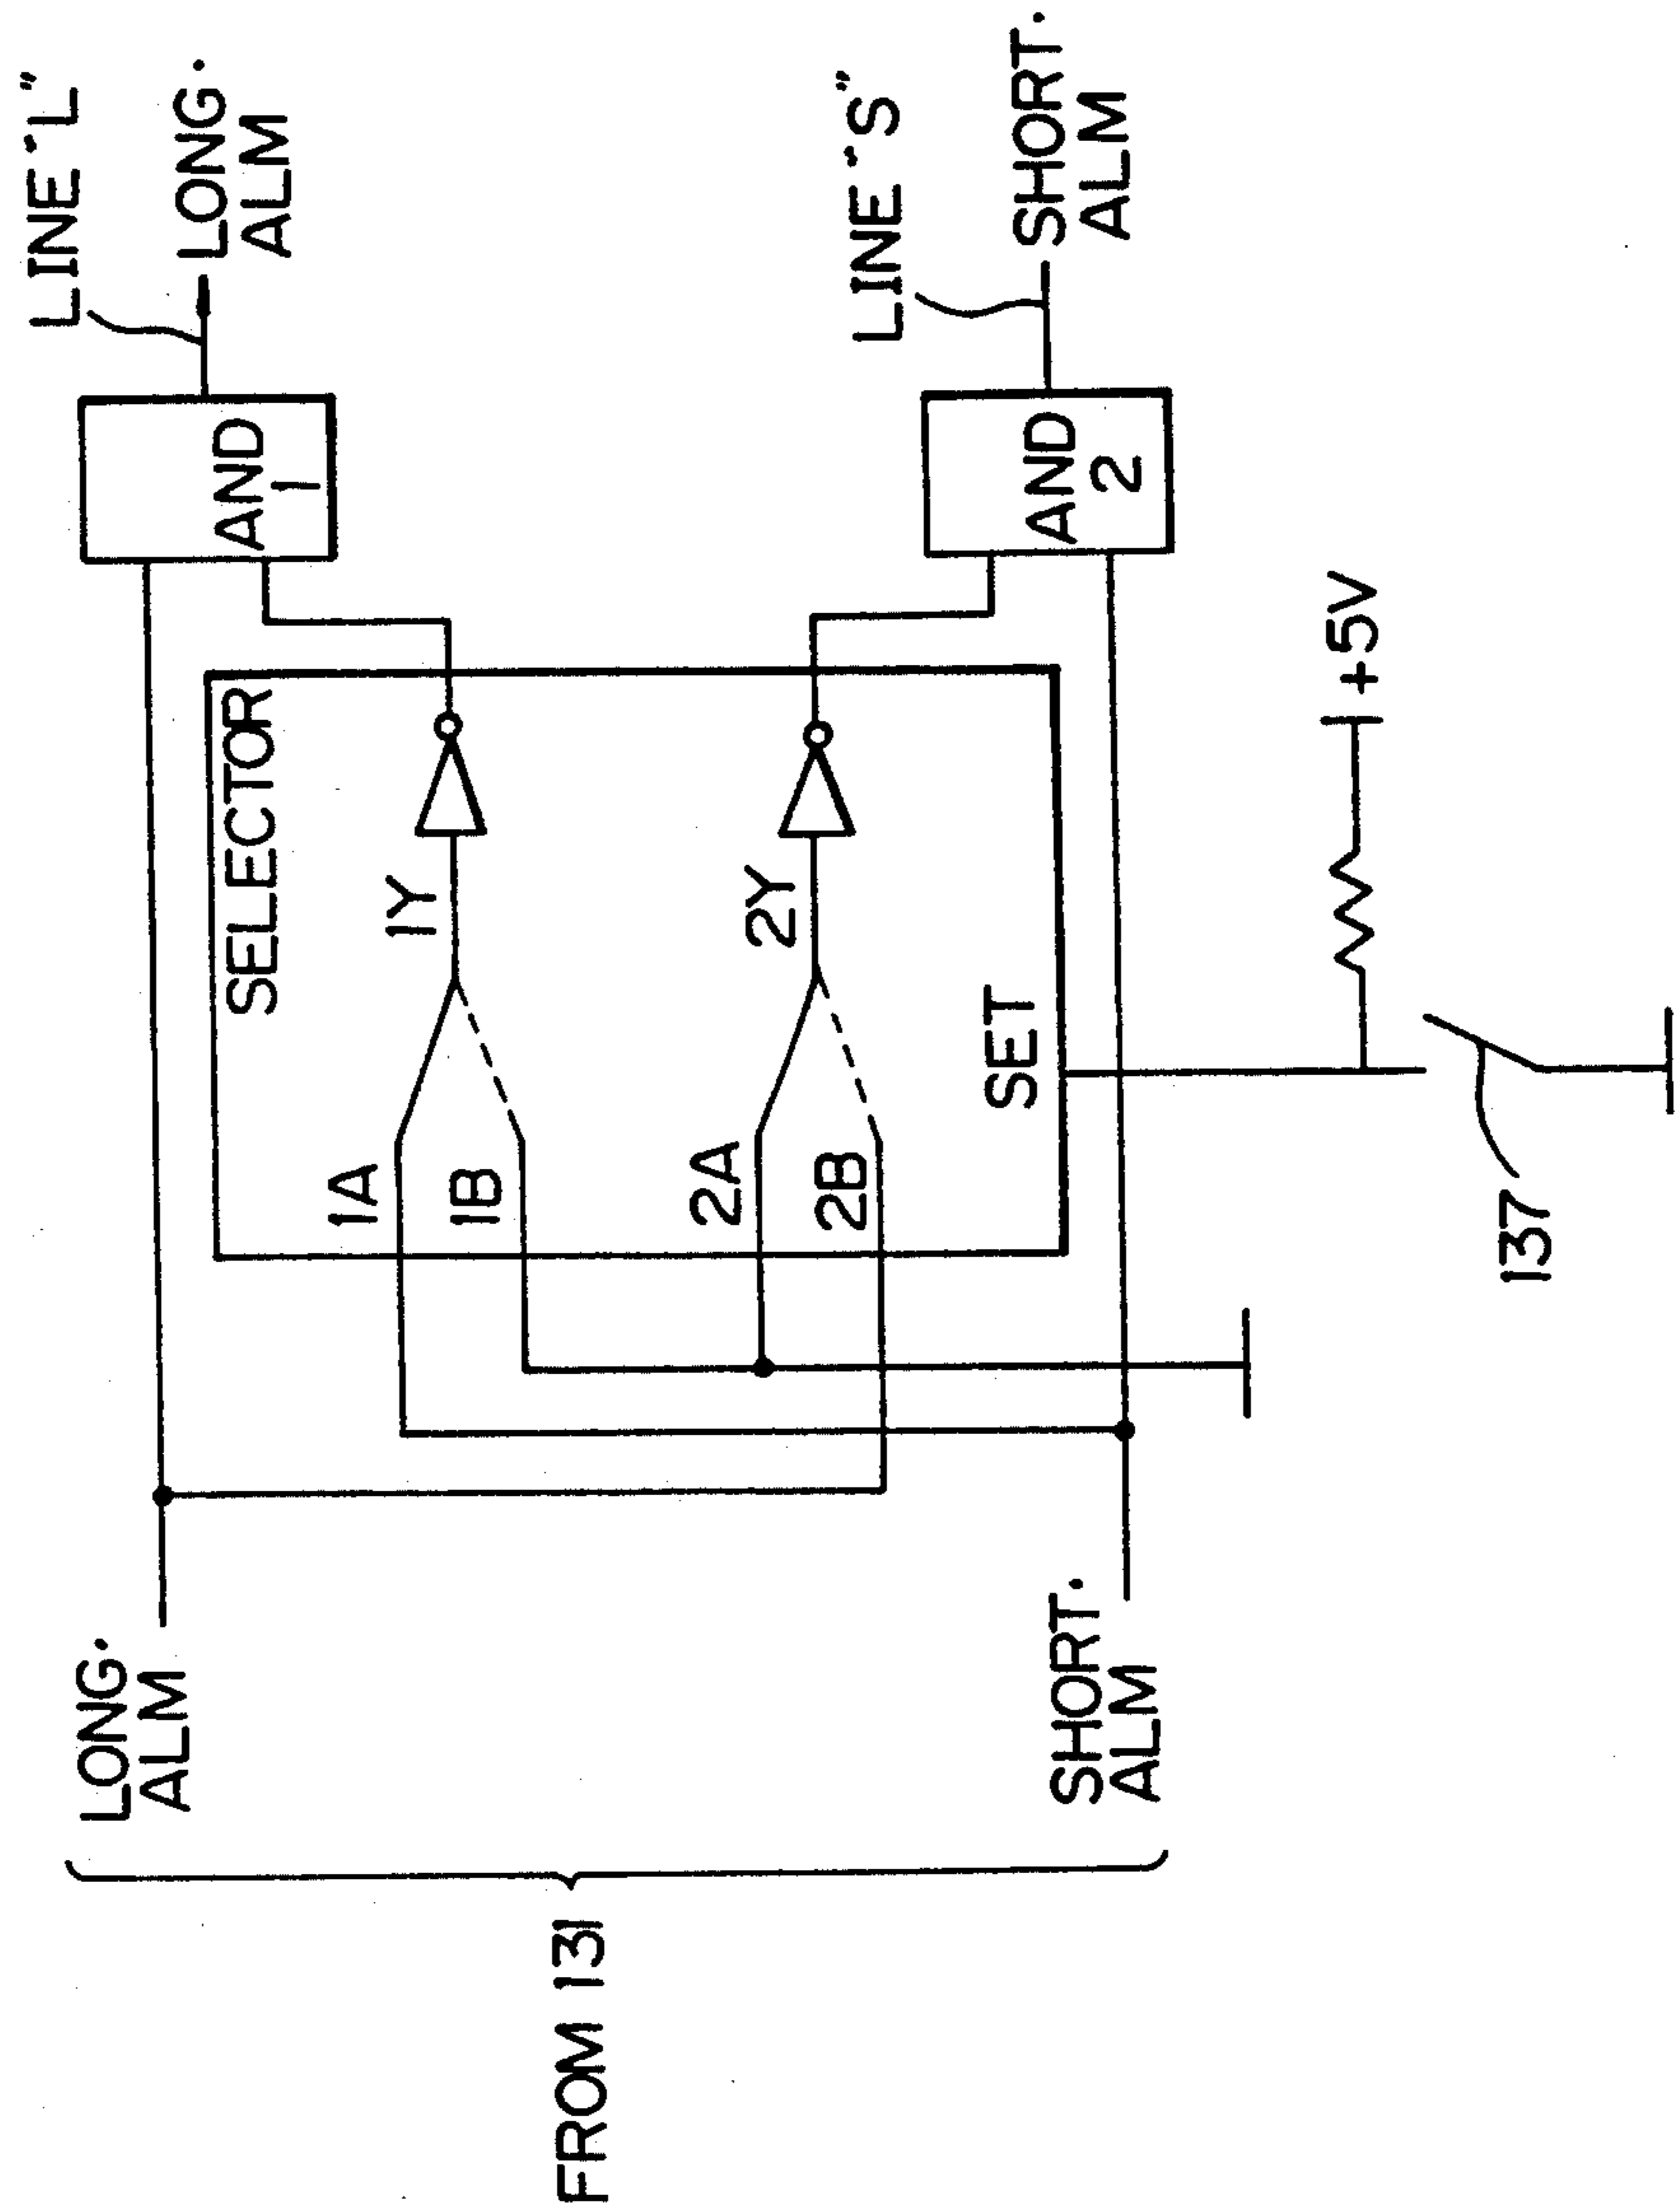 FROM 131
LONG.
ALM
SHORT.
ALM
SELECTOR
1A
1B
1Y
2A
2B
2Y
SET
AND
1
AND
2
LINE "L"
LONG.
ALM
LINE "S"
SHORT.
ALM
+5V
137